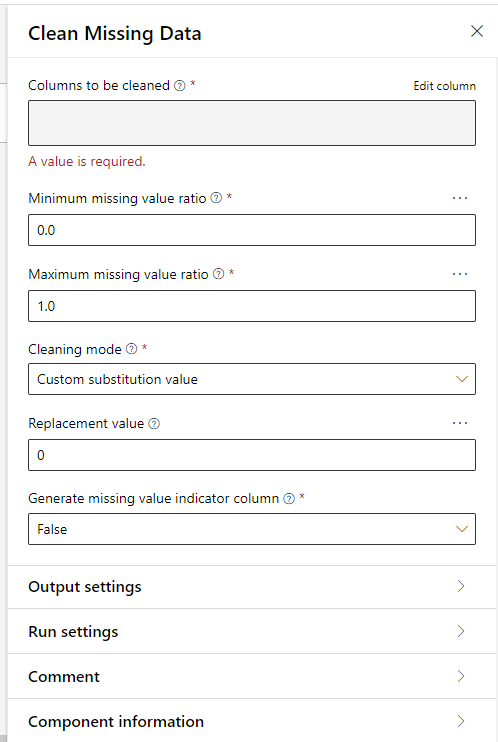 Clean Missing Data
Columns to be cleaned * Edit column
A value is required.
Minimum missing value ratio * ...
0.0
Maximum missing value ratio * ...
1.0
Cleaning mode *
Custom substitution value
Replacement value ...
0
Generate missing value indicator column *
False
Output settings
Run settings
Comment
Component information